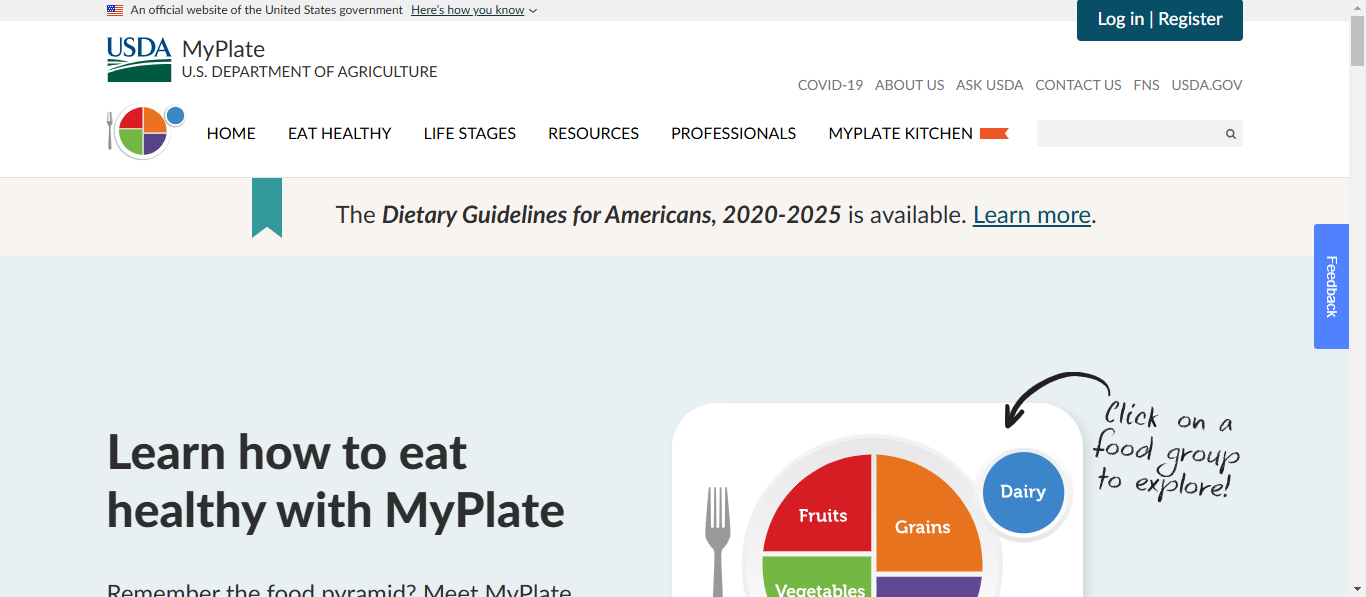 An official website of the United States government Here's how you know
Log in | Register
USDA MyPlate
U.S. DEPARTMENT OF AGRICULTURE
COVID-19 ABOUT US ASK USDA CONTACT US FNS USDA.GOV
HOME EAT HEALTHY LIFE STAGES RESOURCES PROFESSIONALS MYPLATE KITCHEN
The Dietary Guidelines for Americans, 2020-2025 is available. Learn more.
Feedback
Learn how to eat
healthy with MyPlate
Remember the food pyramid? Meet MyPlate
Click on a
food group
to explore!
Dairy
Fruits
Grains
Vegetables